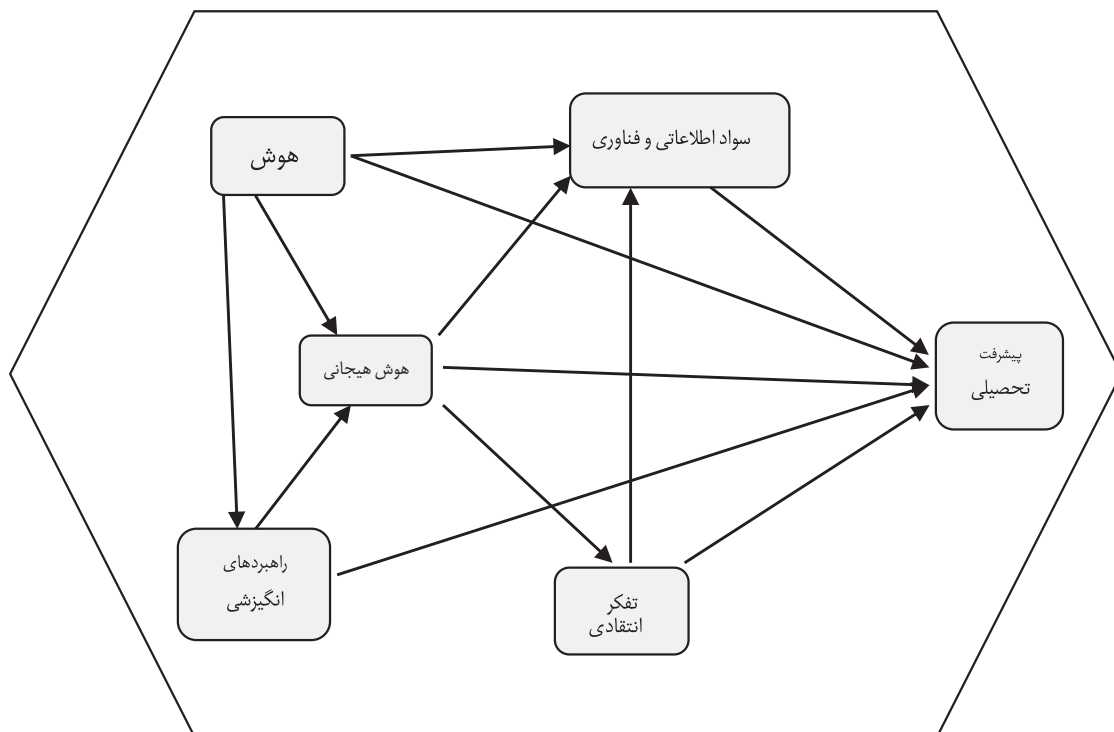 هوش
سواد اطلاعاتی و فناوری
هوش هیجانی
پیشرفت
تحصیلی
راهبردهای
انگیزشی
تفکر
انتقادی